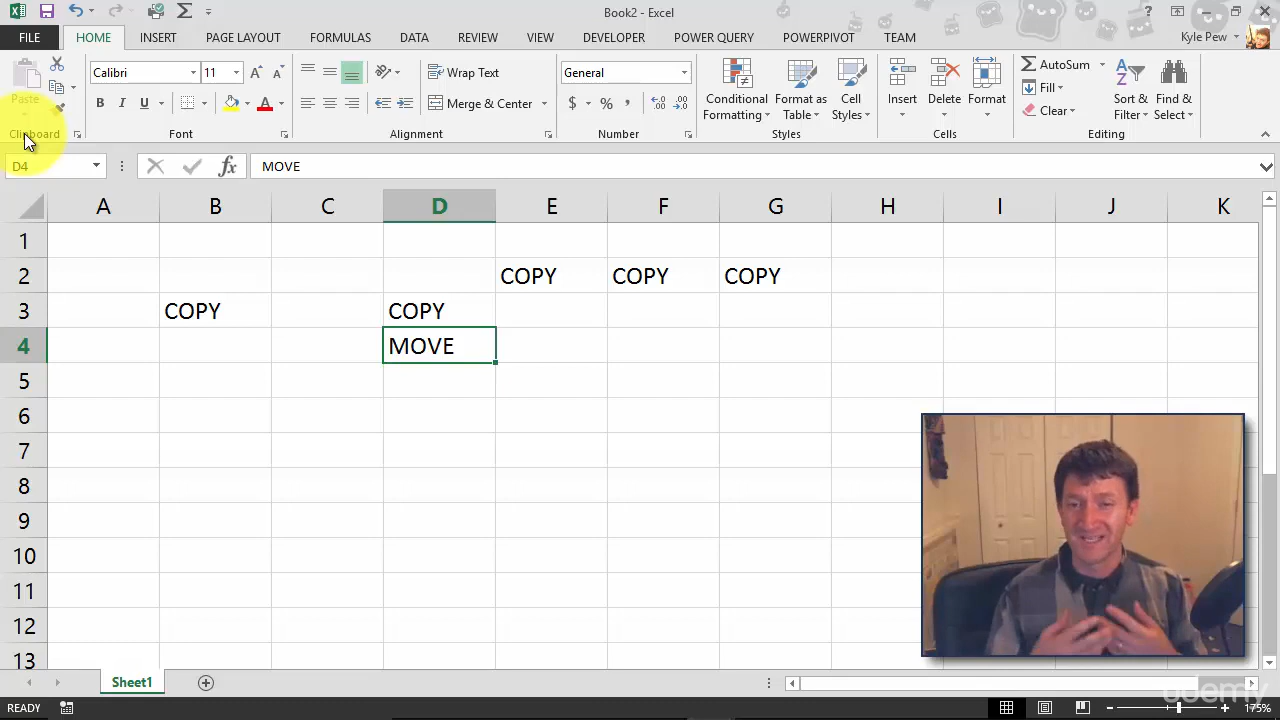 Book2 - Excel
FILE HOME INSERT PAGE LAYOUT FORMULAS DATA REVIEW VIEW DEVELOPER POWER QUERY POWERPIVOT TEAM Kyle Pew
Paste
Calibri 11
Wrap Text
Merge & Center
General
$ % ,
Conditional Formatting
Format as Table
Cell Styles
Insert
Delete
Format
AutoSum
Fill
Clear
Sort & Filter
Find & Select
Clipboard Font Alignment Number Styles Cells Editing
D4 fx MOVE
A B C D E F G H I J K
1
2 COPY COPY COPY
3 COPY COPY
4 MOVE
5
6
7
8
9
10
11
12
13
Sheet1
udemy
READY 175%